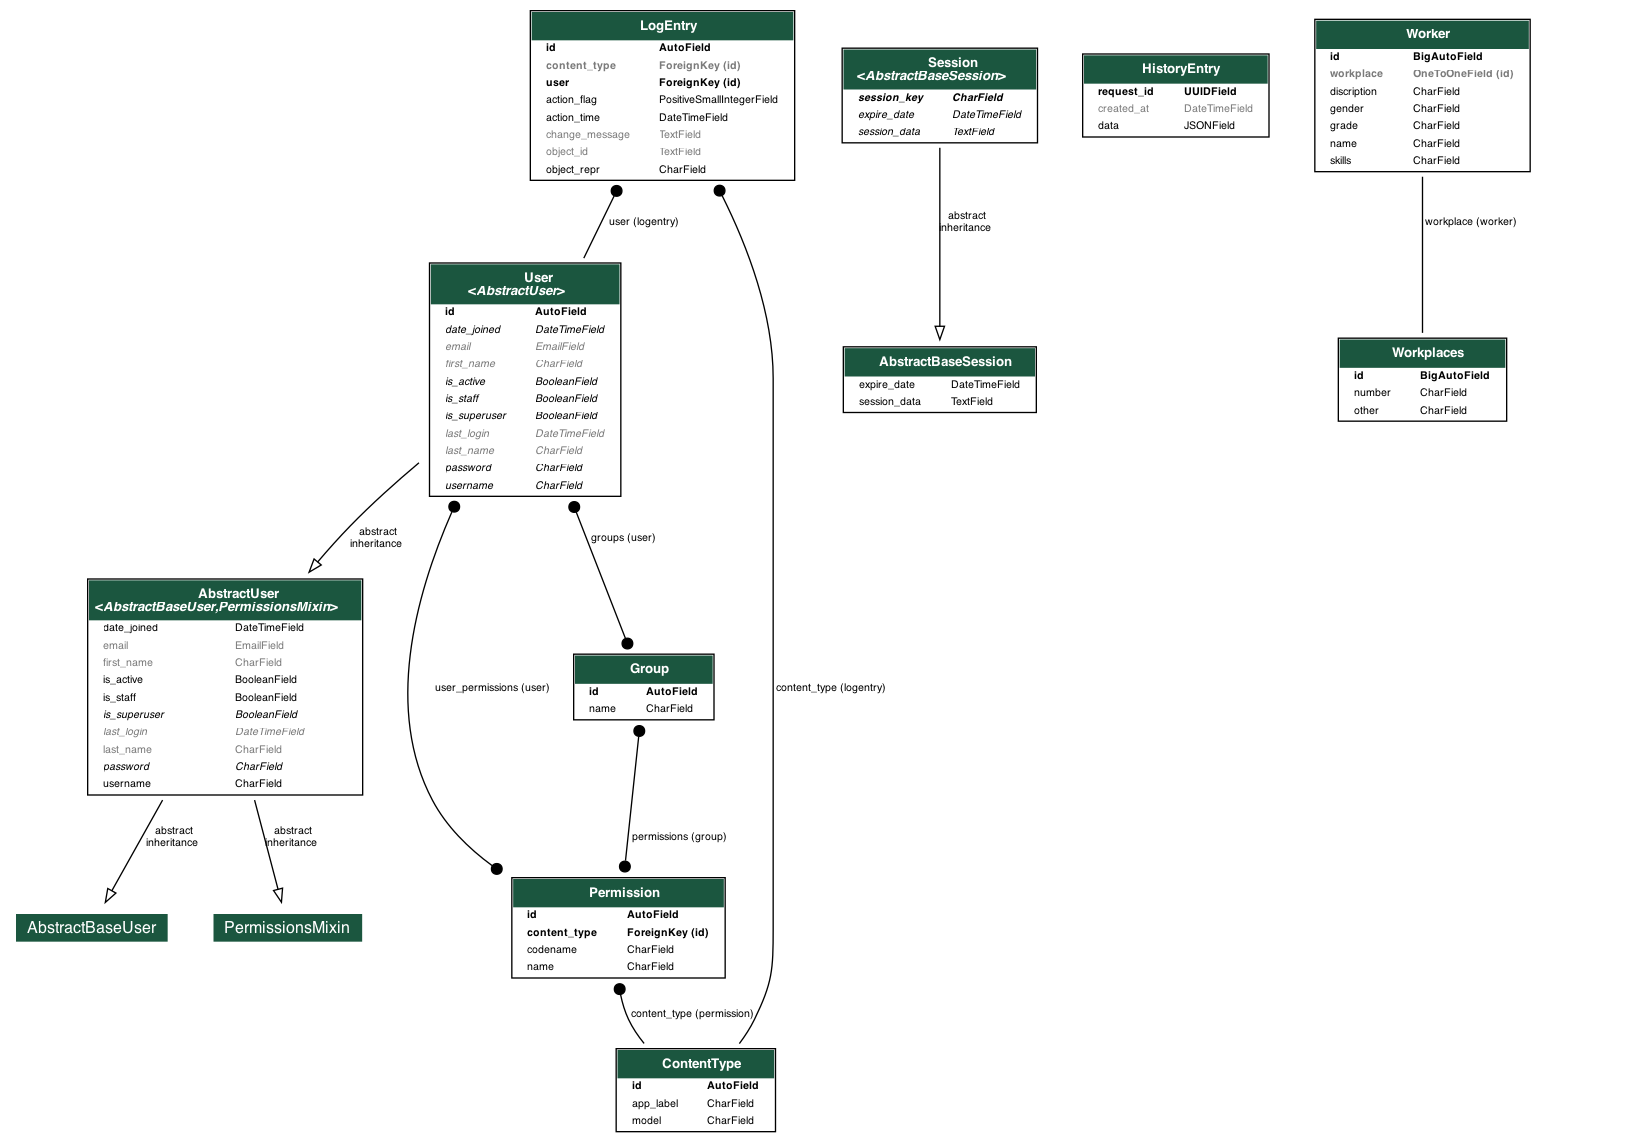 LogEntry
id AutoField
content_type ForeignKey (id)
user ForeignKey (id)
action_flag PositiveSmallIntegerField
action_time DateTimeField
change_message TextField
object_id TextField
object_repr CharField
Session
<AbstractBaseSession>
session_key CharField
expire_date DateTimeField
session_data TextField
HistoryEntry
request_id UUIDField
created_at DateTimeField
data JSONField
Worker
id BigAutoField
workplace OneToOneField (id)
discription CharField
gender CharField
grade CharField
name CharField
skills CharField
user (logentry)
abstract
inheritance
workplace (worker)
User
<AbstractUser>
id AutoField
date_joined DateTimeField
email EmailField
first_name CharField
is_active BooleanField
is_staff BooleanField
is_superuser BooleanField
last_login DateTimeField
last_name CharField
password CharField
username CharField
AbstractBaseSession
expire_date DateTimeField
session_data TextField
Workplaces
id BigAutoField
number CharField
other CharField
abstract
inheritance
groups (user)
AbstractUser
<AbstractBaseUser,PermissionsMixin>
date_joined DateTimeField
email EmailField
first_name CharField
is_active BooleanField
is_staff BooleanField
is_superuser BooleanField
last_login DateTimeField
last_name CharField
password CharField
username CharField
user_permissions (user)
Group
id AutoField
name CharField
content_type (logentry)
abstract
inheritance
abstract
inheritance
permissions (group)
AbstractBaseUser
PermissionsMixin
Permission
id AutoField
content_type ForeignKey (id)
codename CharField
name CharField
content_type (permission)
ContentType
id AutoField
app_label CharField
model CharField